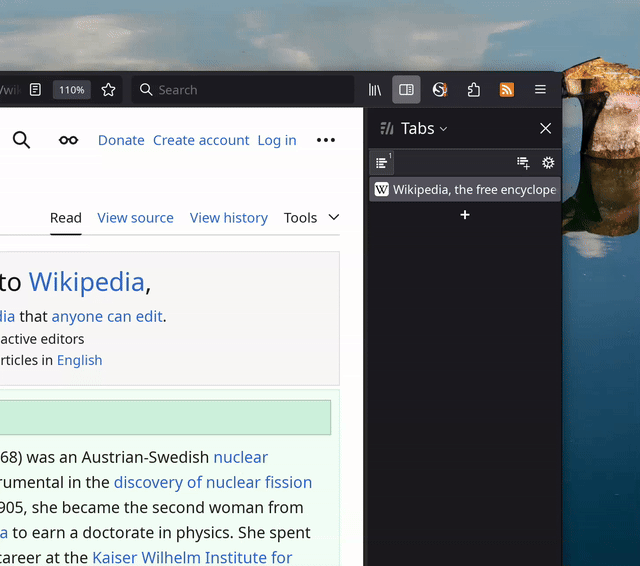 /wik
110%
Search
Tabs
1
W Wikipedia, the free encyclope
Donate Create account Log in
Read View source View history Tools
to Wikipedia,
dia that anyone can edit.
active editors
rticles in English
68) was an Austrian-Swedish nuclear
rumental in the discovery of nuclear fission
905, she became the second woman from
a to earn a doctorate in physics. She spent
career at the Kaiser Wilhelm Institute for